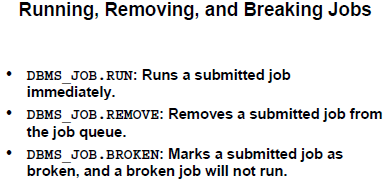 Running, Removing, and Breaking Jobs
• DBMS_JOB.RUN: Runs a submitted job
immediately.
• DBMS_JOB.REMOVE: Removes a submitted job from
the job queue.
• DBMS_JOB.BROKEN: Marks a submitted job as
broken, and a broken job will not run.